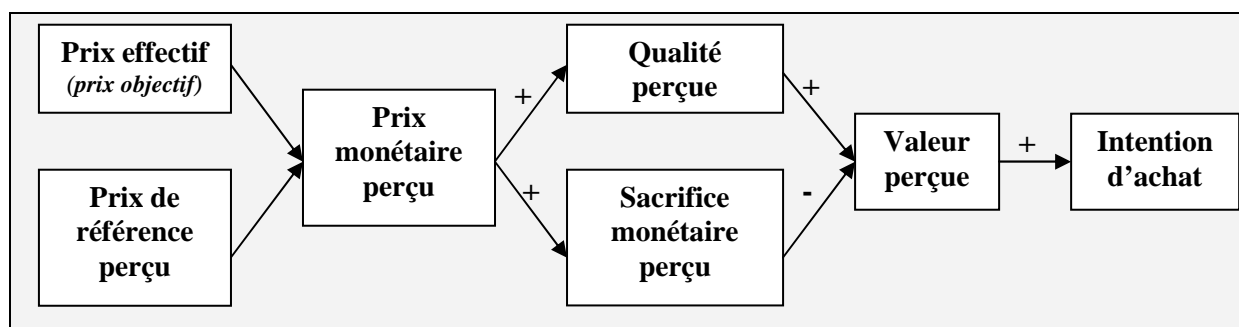 Prix effectif
(prix objectif)
Prix de
référence
perçu
Prix
monétaire
perçu
+
+
Qualité
perçue
Sacrifice
monétaire
perçu
+
-
Valeur
perçue
+
Intention
d’achat